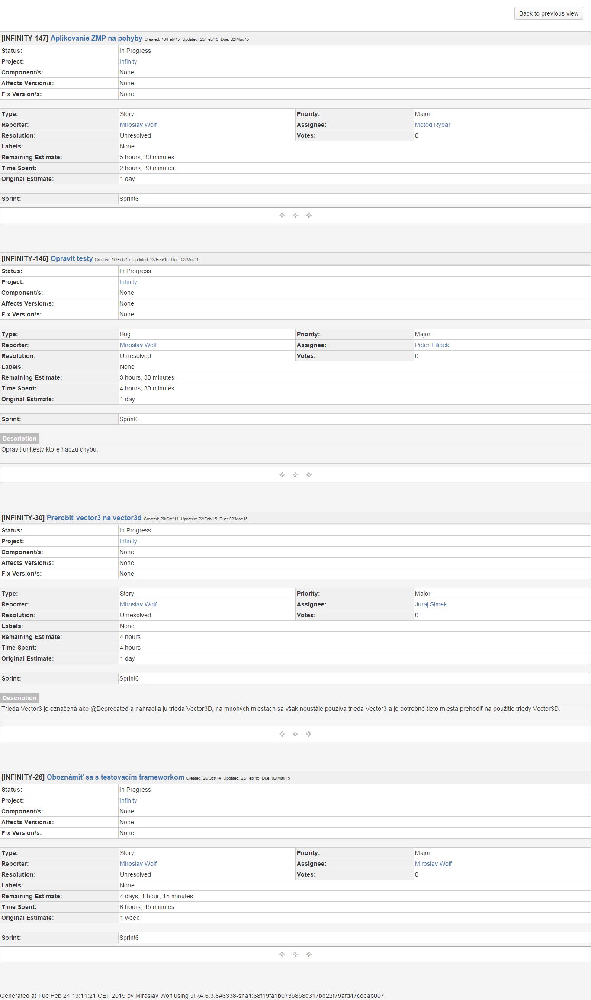 Back to previous view
[INFINITY-147] Aplikovanie ZMP na pohyby Created: 16/Feb/15 Updated: 23/Feb/15 Due: 02/Mar/15
Status: In Progress
Project: Infinity
Component/s: None
Affects Version/s: None
Fix Version/s: None
Type: Story Priority: Major
Reporter: Miroslav Wolf Assignee: Metod Rybar
Resolution: Unresolved Votes: 0
Labels: None
Remaining Estimate: 5 hours, 30 minutes
Time Spent: 2 hours, 30 minutes
Original Estimate: 1 day
Sprint: Sprint6
[INFINITY-146] Opravit testy Created: 16/Feb/15 Updated: 23/Feb/15 Due: 02/Mar/15
Status: In Progress
Project: Infinity
Component/s: None
Affects Version/s: None
Fix Version/s: None
Type: Bug Priority: Major
Reporter: Miroslav Wolf Assignee: Peter Filipek
Resolution: Unresolved Votes: 0
Labels: None
Remaining Estimate: 3 hours, 30 minutes
Time Spent: 4 hours, 30 minutes
Original Estimate: 1 day
Sprint: Sprint6
Description
Opravit unitesty ktore hadzu chybu.
[INFINITY-30] Prerobiť vector3 na vector3d Created: 20/Oct/14 Updated: 22/Feb/15 Due: 02/Mar/15
Status: In Progress
Project: Infinity
Component/s: None
Affects Version/s: None
Fix Version/s: None
Type: Story Priority: Major
Reporter: Miroslav Wolf Assignee: Juraj Simek
Resolution: Unresolved Votes: 0
Labels: None
Remaining Estimate: 4 hours
Time Spent: 4 hours
Original Estimate: 1 day
Sprint: Sprint6
Description
Trieda Vector3 je označená ako @Deprecated a nahradila ju trieda Vector3D, na mnohých miestach sa však neustále používa trieda Vector3 a je potrebné tieto miesta prehodiť na použitie triedy Vector3D.
[INFINITY-26] Oboznámiť sa s testovacím frameworkom Created: 20/Oct/14 Updated: 23/Feb/15 Due: 02/Mar/15
Status: In Progress
Project: Infinity
Component/s: None
Affects Version/s: None
Fix Version/s: None
Type: Story Priority: Major
Reporter: Miroslav Wolf Assignee: Miroslav Wolf
Resolution: Unresolved Votes: 0
Labels: None
Remaining Estimate: 4 days, 1 hour, 15 minutes
Time Spent: 6 hours, 45 minutes
Original Estimate: 1 week
Sprint: Sprint6
Generated at Tue Feb 24 13:11:21 CET 2015 by Miroslav Wolf using JIRA 6.3.8#6338-sha1:68f19fa1b0735858c317bd22f79afd47ceeab007.